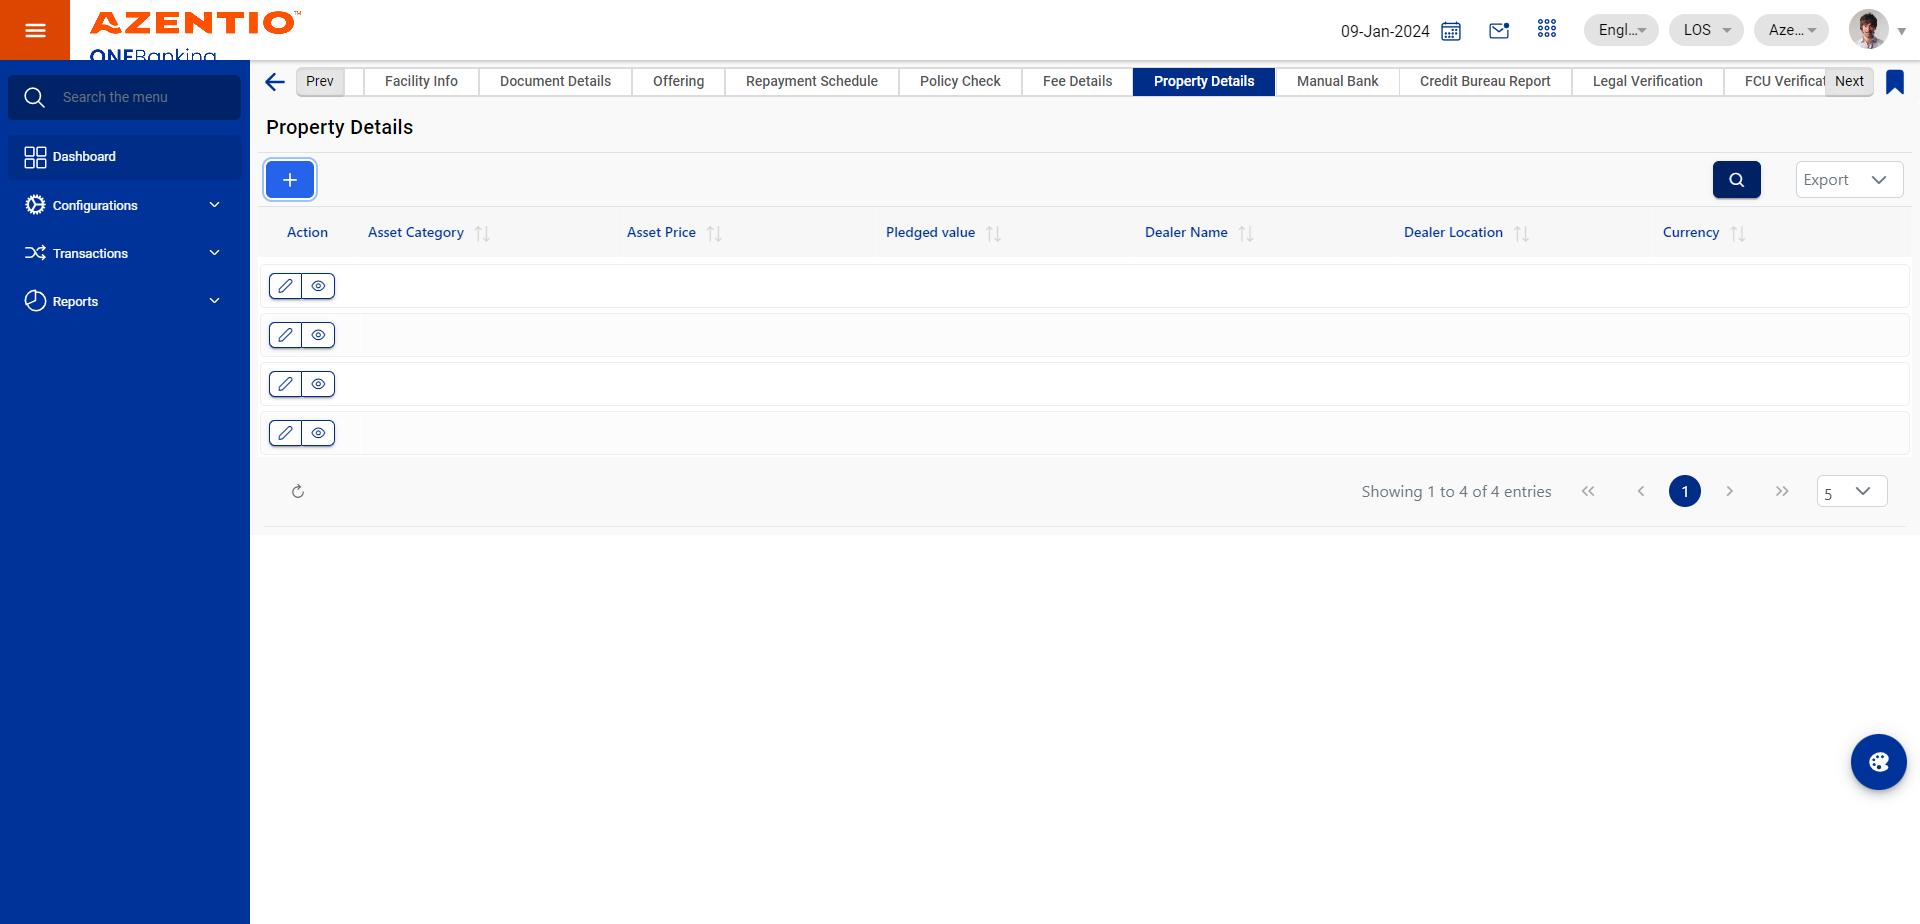 AZENTIO™
ONEBanking
09-Jan-2024
Engl...
LOS
Aze...
Search the menu
Dashboard
Configurations
Transactions
Reports
Prev
Facility Info
Document Details
Offering
Repayment Schedule
Policy Check
Fee Details
Property Details
Manual Bank
Credit Bureau Report
Legal Verification
FCU Verificat
Next
Property Details
Export
Action
Asset Category
Asset Price
Pledged value
Dealer Name
Dealer Location
Currency
Showing 1 to 4 of 4 entries
1
5